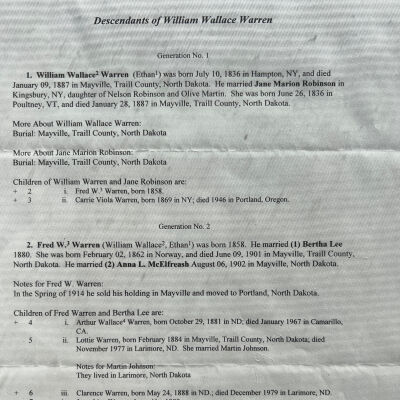 Descendants of William Wallace Warren
Generation No. 1
1. William Wallace² Warren (Ethan¹) was born July 10, 1836 in Hampton, NY, and died
January 09, 1887 in Mayville, Traill County, North Dakota. He married Jane Marion Robinson in
Kingsbury, NY, daughter of Nelson Robinson and Olive Martin. She was born June 26, 1836 in
Poultney, VT, and died January 28, 1887 in Mayville, Traill County, North Dakota.
More About William Wallace Warren:
Burial: Mayville, Traill County, North Dakota
More About Jane Marion Robinson:
Burial: Mayville, Traill County, North Dakota
Children of William Warren and Jane Robinson are:
+ 2 i. Fred W.³ Warren, born 1858.
+ 3 ii. Carrie Viola Warren, born 1869 in NY; died 1946 in Portland, Oregon.
Generation No. 2
2. Fred W.³ Warren (William Wallace², Ethan¹) was born 1858. He married (1) Bertha Lee
1880. She was born February 02, 1862 in Norway, and died June 09, 1901 in Mayville, Traill County,
North Dakota. He married (2) Anna L. McElfreash August 06, 1902 in Mayville, North Dakota.
Notes for Fred W. Warren:
In the Spring of 1914 he sold his holding in Mayville and moved to Portland, North Dakota.
Children of Fred Warren and Bertha Lee are:
+ 4 i. Arthur Wallace⁴ Warren, born October 29, 1881 in ND; died January 1967 in Camarillo,
CA.
5 ii. Lottie Warren, born February 1884 in Mayville, Traill County, North Dakota; died
November 1977 in Larimore, ND. She married Martin Johnson.
Notes for Martin Johnson:
They lived in Larimore, North Dakota
+ 6 iii. Clarence Warren, born May 24, 1888 in ND.; died December 1979 in Larimore, ND.